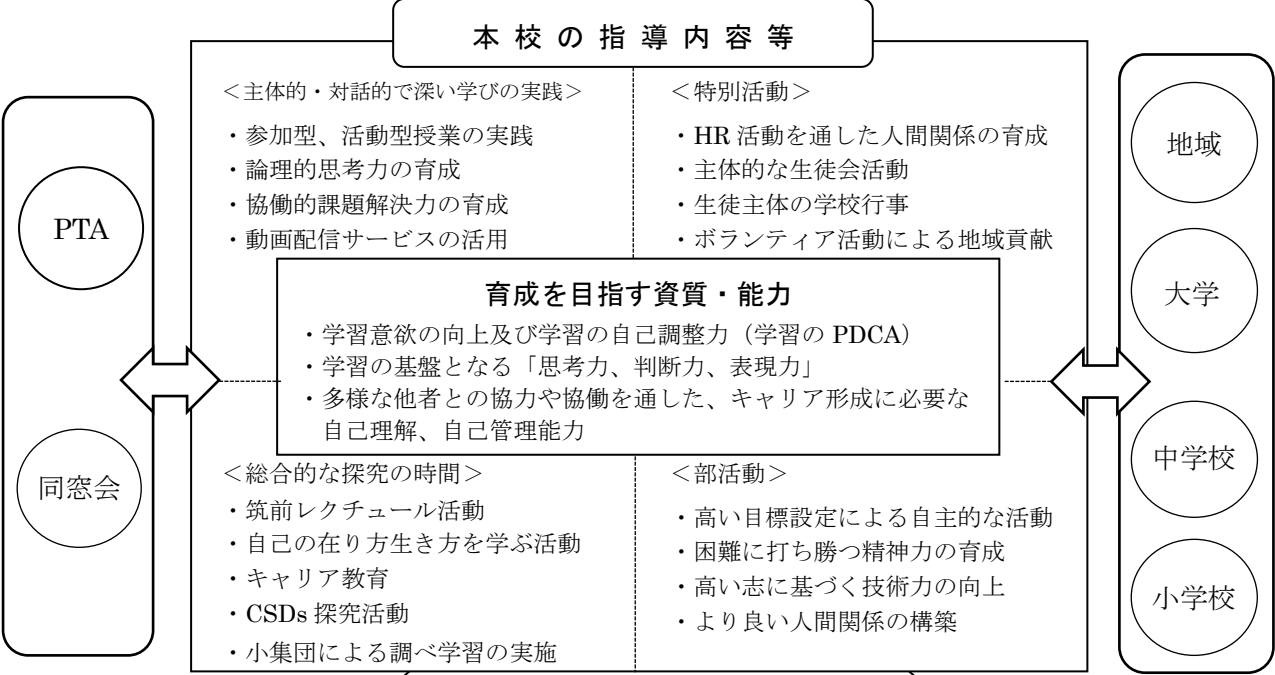 本校の指導内容等
＜主体的・対話的で深い学びの実践＞
・参加型、活動型授業の実践
・論理的思考力の育成
・協働的課題解決力の育成
・動画配信サービスの活用
＜特別活動＞
・HR 活動を通した人間関係の育成
・主体的な生徒会活動
・生徒主体の学校行事
・ボランティア活動による地域貢献
育成を目指す資質・能力
・学習意欲の向上及び学習の自己調整力（学習の PDCA）
・学習の基盤となる「思考力、判断力、表現力」
・多様な他者との協力や協働を通した、キャリア形成に必要な
自己理解、自己管理能力
＜総合的な探究の時間＞
・筑前レクチュール活動
・自己の在り方生き方を学ぶ活動
・キャリア教育
・CSDs 探究活動
・小集団による調べ学習の実施
＜部活動＞
・高い目標設定による自主的な活動
・困難に打ち勝つ精神力の育成
・高い志に基づく技術力の向上
・より良い人間関係の構築
PTA
同窓会
地域
大学
中学校
小学校